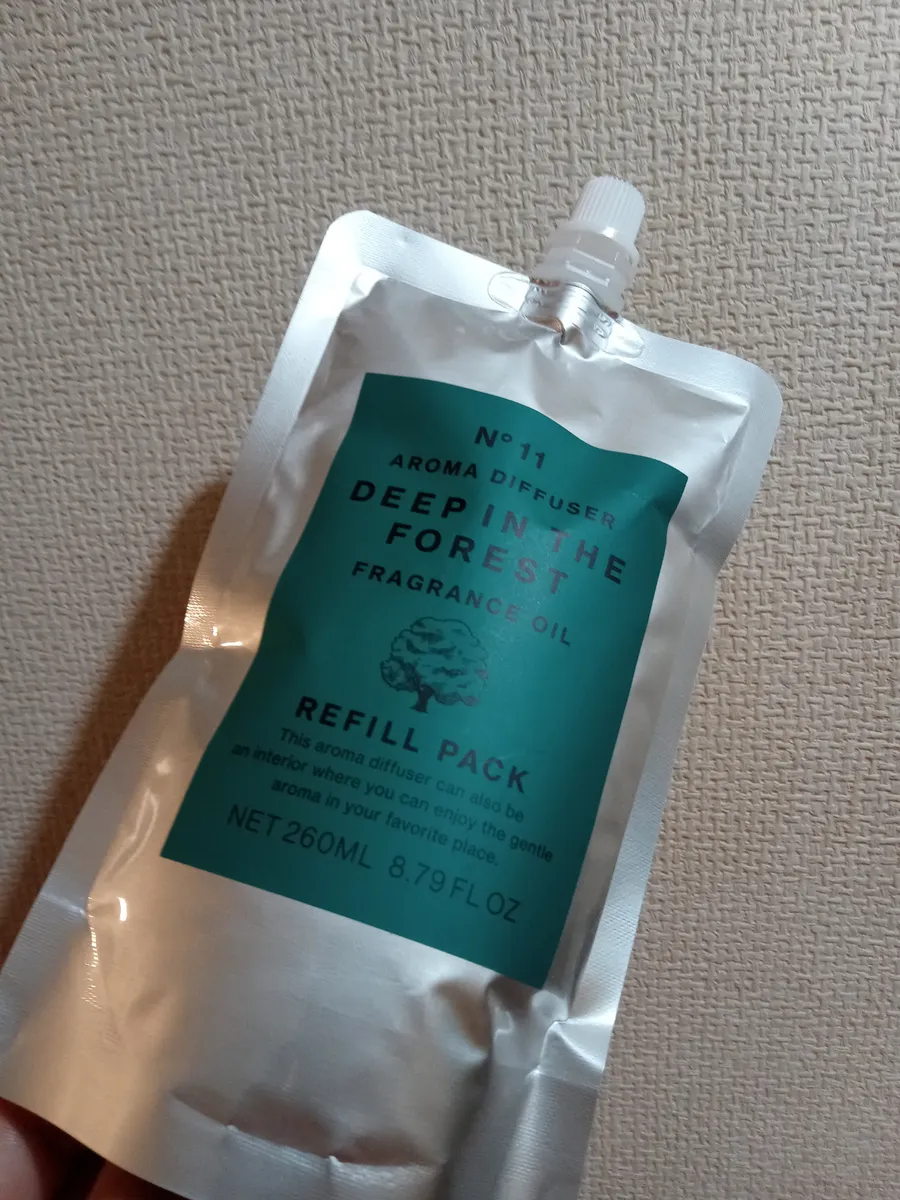 N° 11
AROMA DIFFUSER
DEEP IN THE
FOREST
FRAGRANCE OIL
REFILL PACK
This aroma diffuser can also be
an interior where you can enjoy the gentle
aroma in your favorite place.
NET 260ML 8.79 FL OZ